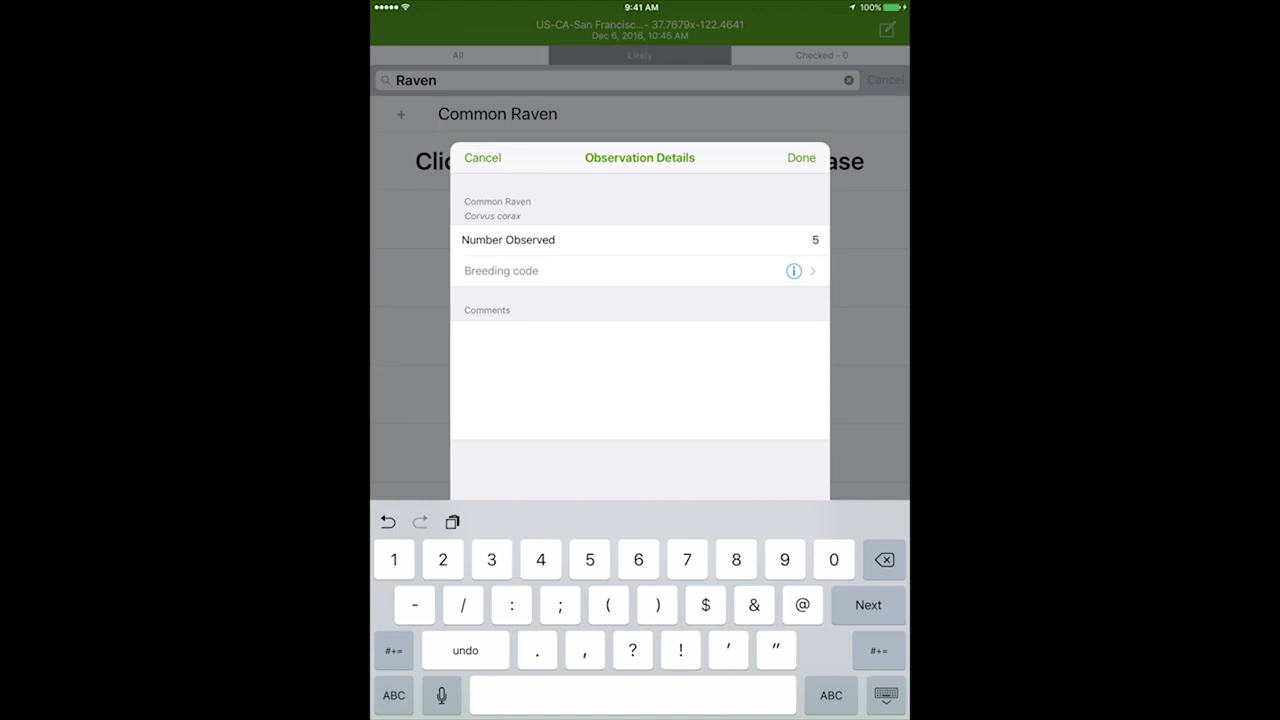 9:41 AM
100%
US-CA-San Francisc...- 37.7679x-122.4641
Dec 6, 2016, 10:45 AM
All
Likely
Checked - 0
Raven
Cancel
+ Common Raven
Clic
ase
Cancel
Observation Details
Done
Common Raven
Corvus corax
Number Observed
5
Breeding code
Comments
1 2 3 4 5 6 7 8 9 0
- / : ; ( ) $ & @ Next
#+= undo . , ? ! ' " #+=
ABC ABC